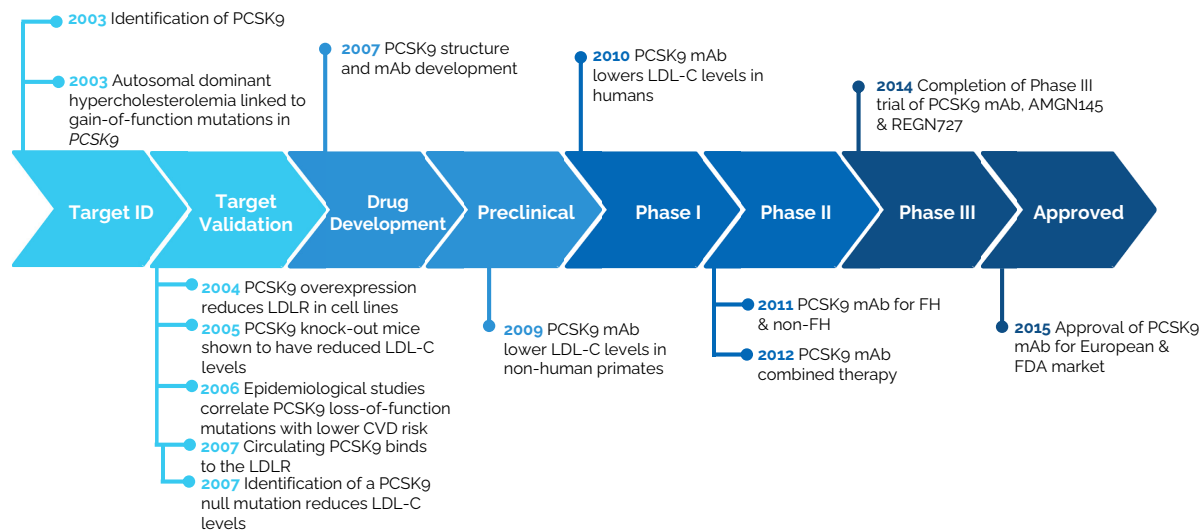 2003 Identification of PCSK9
2003 Autosomal dominant
hypercholesterolemia linked to
gain-of-function mutations in
PCSK9
2007 PCSK9 structure
and mAb development
2010 PCSK9 mAb
lowers LDL-C levels in
humans
2014 Completion of Phase III
trial of PCSK9 mAb, AMGN145
& REGN727
Target ID
Target
Validation
Drug
Development
Preclinical
Phase I
Phase II
Phase III
Approved
2004 PCSK9 overexpression
reduces LDLR in cell lines
2005 PCSK9 knock-out mice
shown to have reduced LDL-C
levels
2006 Epidemiological studies
correlate PCSK9 loss-of-function
mutations with lower CVD risk
2007 Circulating PCSK9 binds
to the LDLR
2007 Identification of a PCSK9
null mutation reduces LDL-C
levels
2009 PCSK9 mAb
lower LDL-C levels in
non-human primates
2011 PCSK9 mAb for FH
& non-FH
2012 PCSK9 mAb
combined therapy
2015 Approval of PCSK9
mAb for European &
FDA market